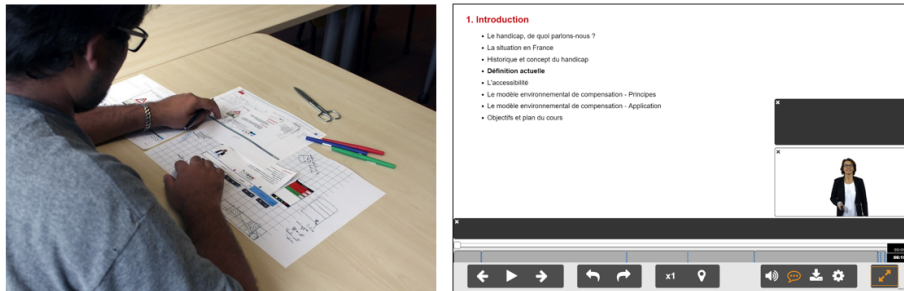 1. Introduction
Le handicap, de quoi parlons-nous ?
La situation en France
Historique et concept du handicap
Définition actuelle
L'accessibilité
Le modèle environnemental de compensation - Principes
Le modèle environnemental de compensation - Application
Objectifs et plan du cours
x1